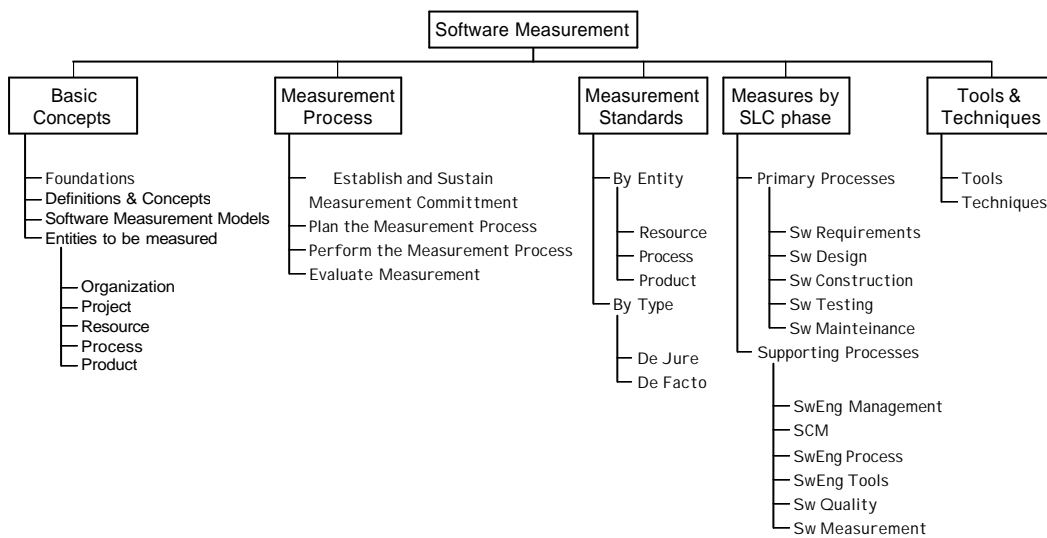 Software Measurement
Basic
Concepts
Foundations
Definitions & Concepts
Software Measurement Models
Entities to be measured
Organization
Project
Resource
Process
Product
Measurement
Process
Establish and Sustain
Measurement Committment
Plan the Measurement Process
Perform the Measurement Process
Evaluate Measurement
Measurement
Standards
By Entity
Resource
Process
Product
By Type
De Jure
De Facto
Measures by
SLC phase
Primary Processes
Sw Requirements
Sw Design
Sw Construction
Sw Testing
Sw Mainteinance
Supporting Processes
SwEng Management
SCM
SwEng Process
SwEng Tools
Sw Quality
Sw Measurement
Tools &
Techniques
Tools
Techniques